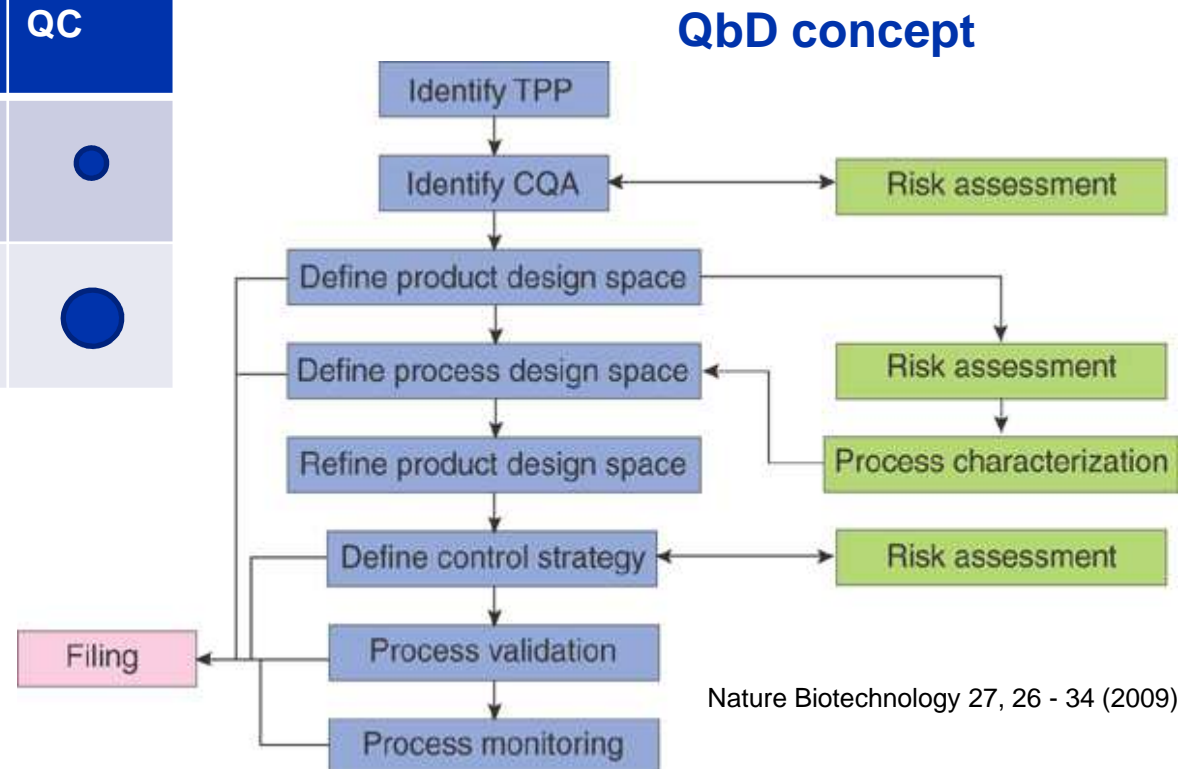 QC
QbD concept
Identify TPP
Identify CQA
Risk assessment
Define product design space
Define process design space
Risk assessment
Refine product design space
Process characterization
Define control strategy
Risk assessment
Filing
Process validation
Nature Biotechnology 27, 26 - 34 (2009)
Process monitoring